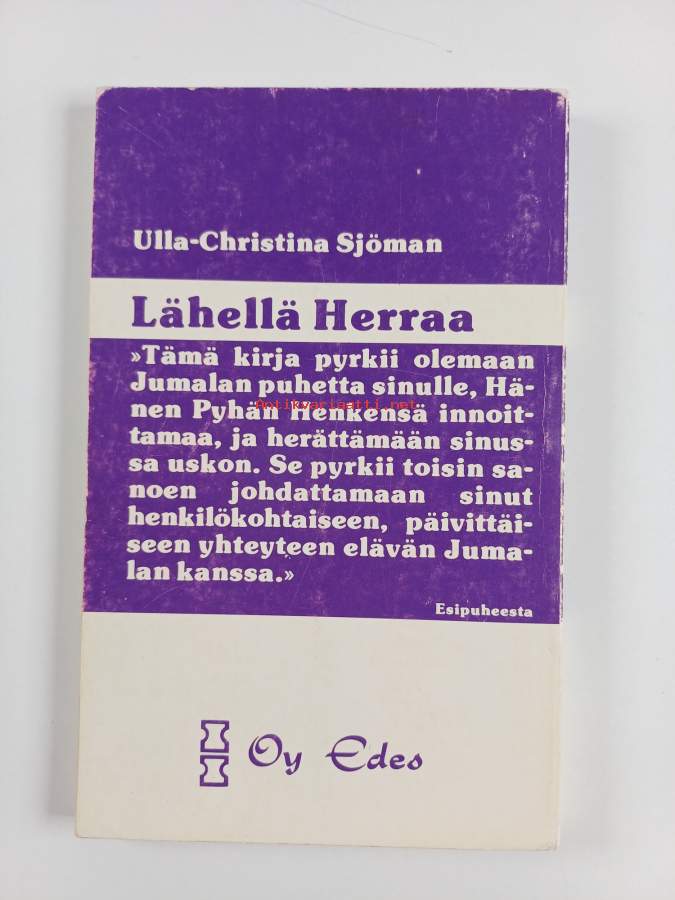 Ulla-Christina Sjöman
Lähellä Herraa
»Tämä kirja pyrkii olemaan
Jumalan puhetta sinulle, Hä-
nen Pyhän Henkensä innoit-
Antikvariaatti.net
tamaa, ja herättämään sinus-
sa uskon. Se pyrkii toisin sa-
noen johdattamaan sinut
henkilökohtaiseen, päivittäi-
seen yhteyteen elävän Juma-
lan kanssa.»
Esipuheesta
Oy Edes